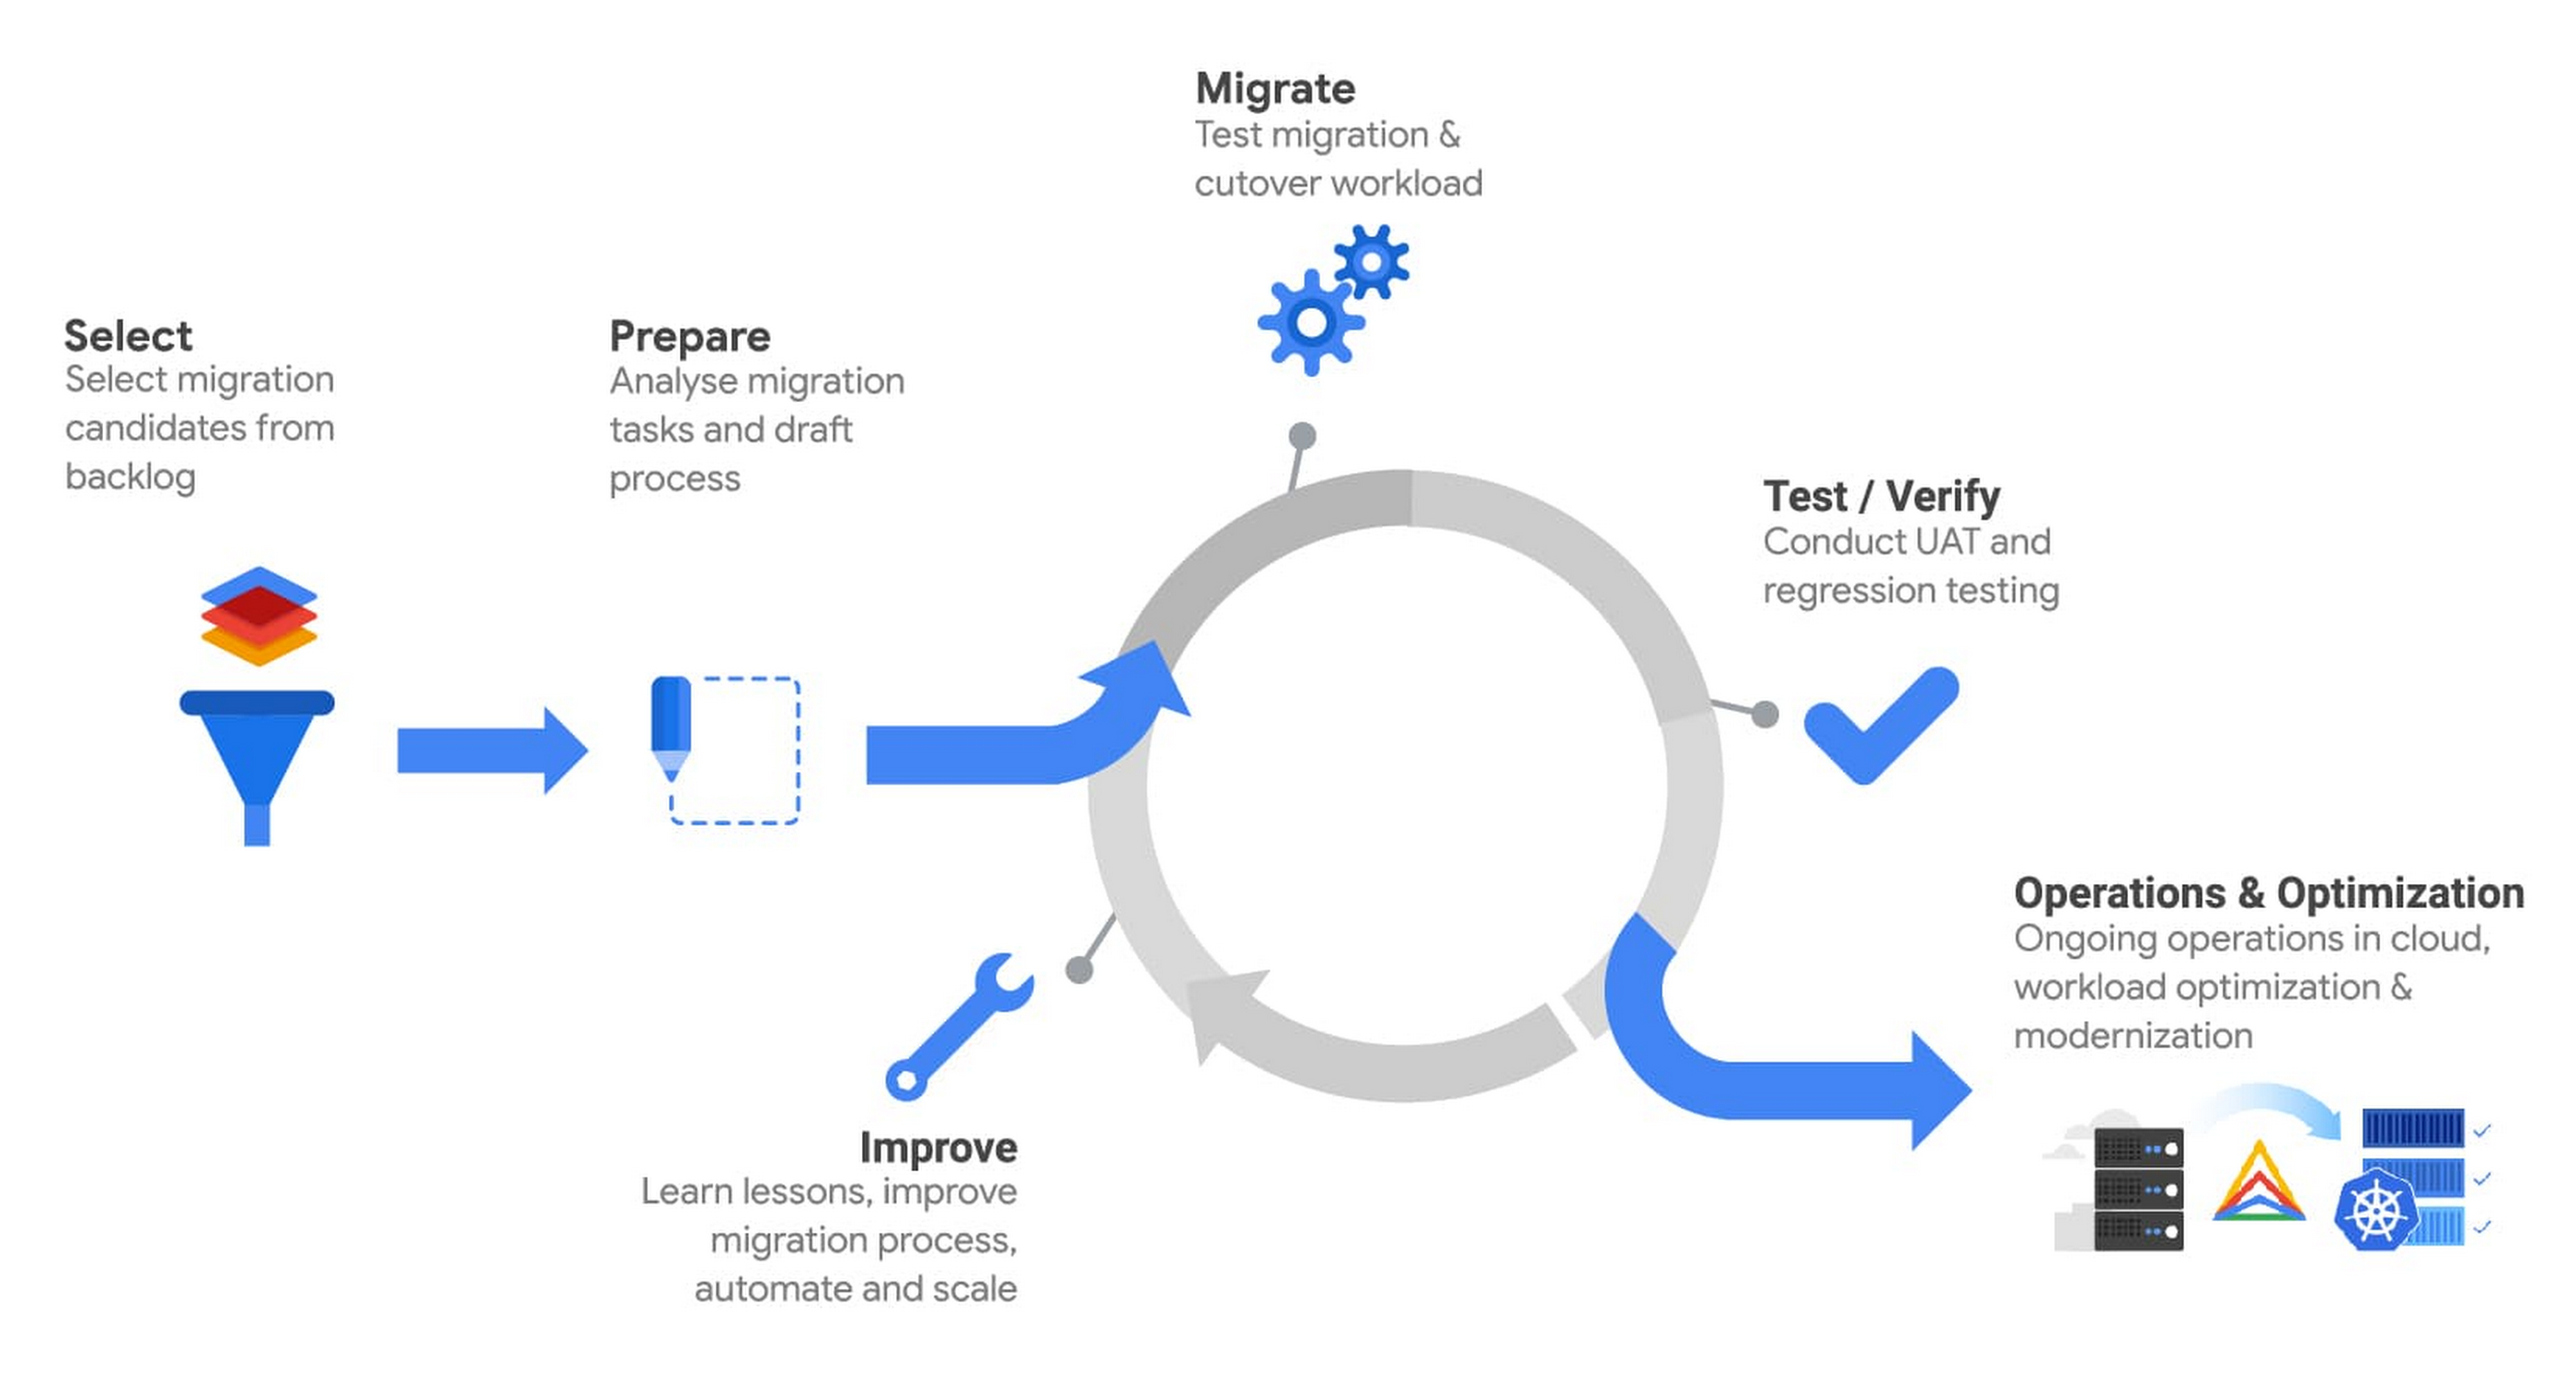 Select
Select migration
candidates from
backlog
Prepare
Analyse migration
tasks and draft
process
Migrate
Test migration &
cutover workload
Test / Verify
Conduct UAT and
regression testing
Operations & Optimization
Ongoing operations in cloud,
workload optimization &
modernization
Improve
Learn lessons, improve
migration process,
automate and scale